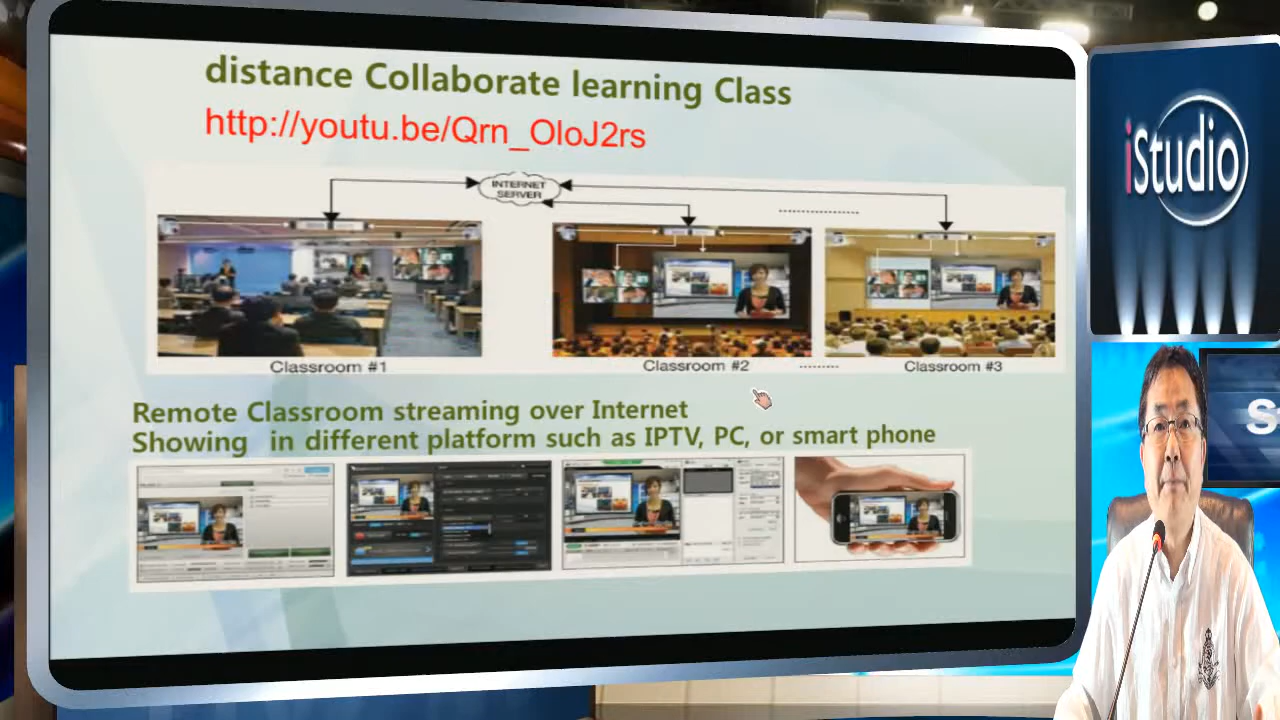 distance Collaborate learning Class
http://youtu.be/Qrn_OloJ2rs
INTERNET
SERVER
Classroom #1
Classroom #2
Classroom #3
Remote Classroom streaming over Internet
Showing in different platform such as IPTV, PC, or smart phone
iStudio
S